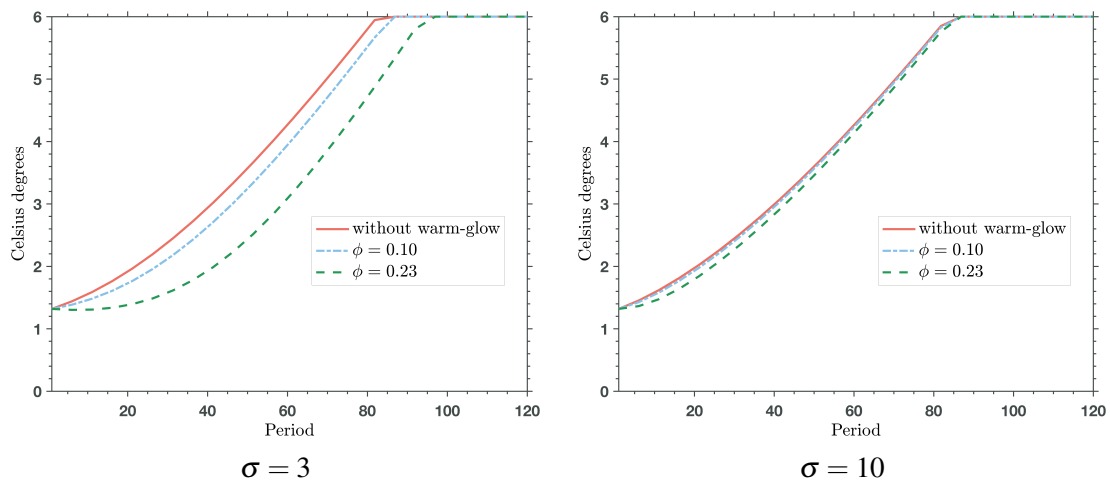 6
5
4
3
2
1
0
Celsius degrees
20 40 60 80 100 120
Period
without warm-glow
ϕ = 0.10
ϕ = 0.23
σ = 3
6
5
4
3
2
1
0
Celsius degrees
20 40 60 80 100 120
Period
without warm-glow
ϕ = 0.10
ϕ = 0.23
σ = 10